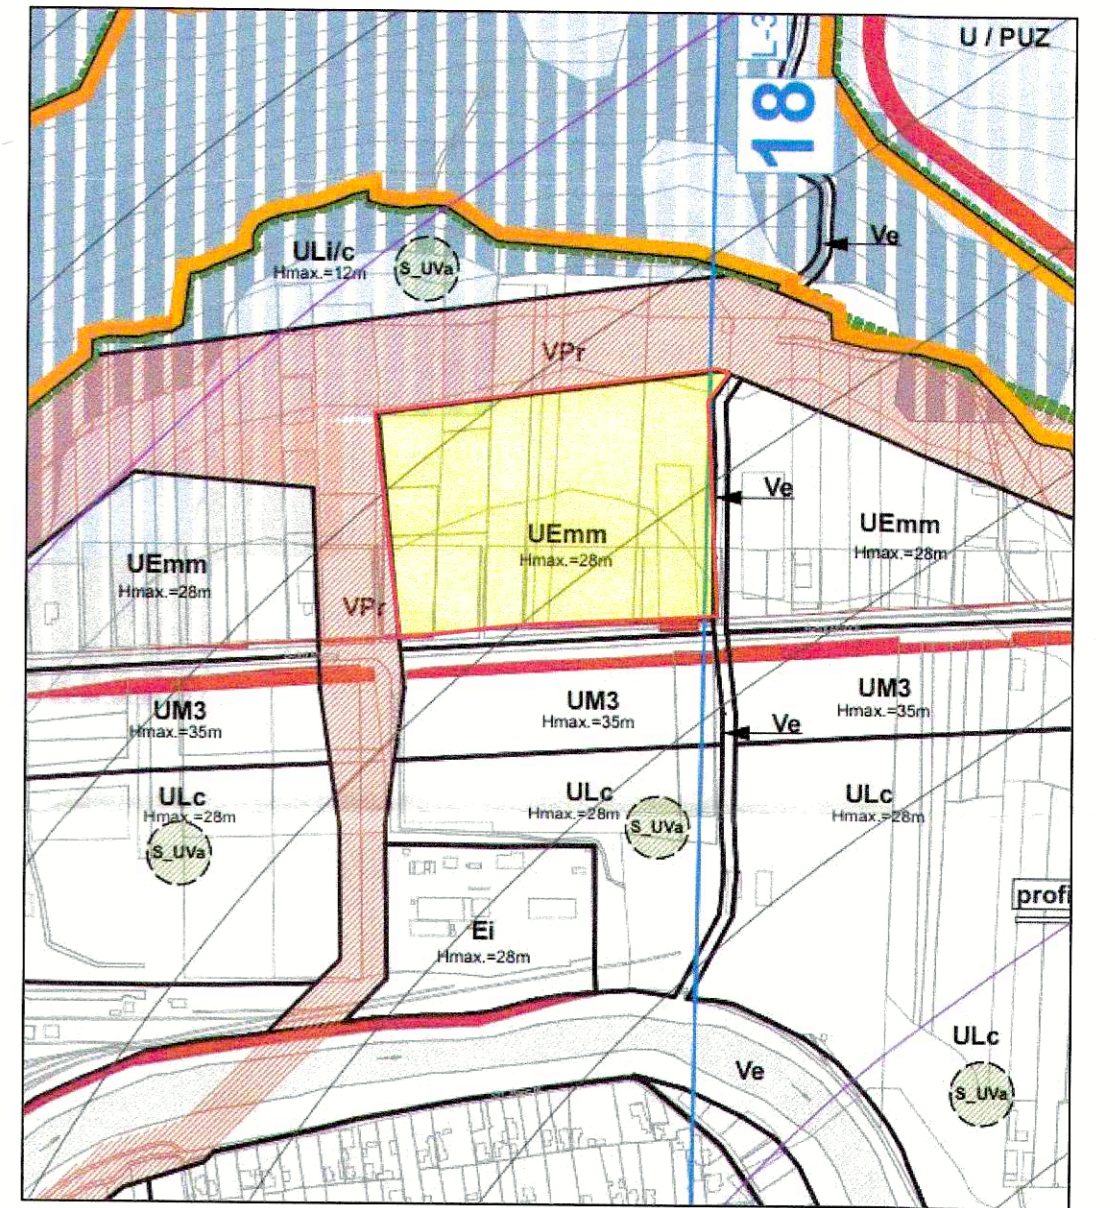 L-3
U / PUZ
18
Ve
ULi/c
Hmax.=12m
S_UVa
VPr
Ve
UEmm
Hmax.=28m
UEmm
Hmax.=28m
UEmm
Hmax.=28m
VPr
UM3
Hmax.=35m
UM3
Hmax.=35m
UM3
Hmax.=35m
Ve
ULc
Hmax.=28m
S_UVa
ULc
Hmax.=28m
S_UVa
ULc
Hmax.=28m
profi
Ei
Hmax.=28m
ULc
S_UVa
Ve